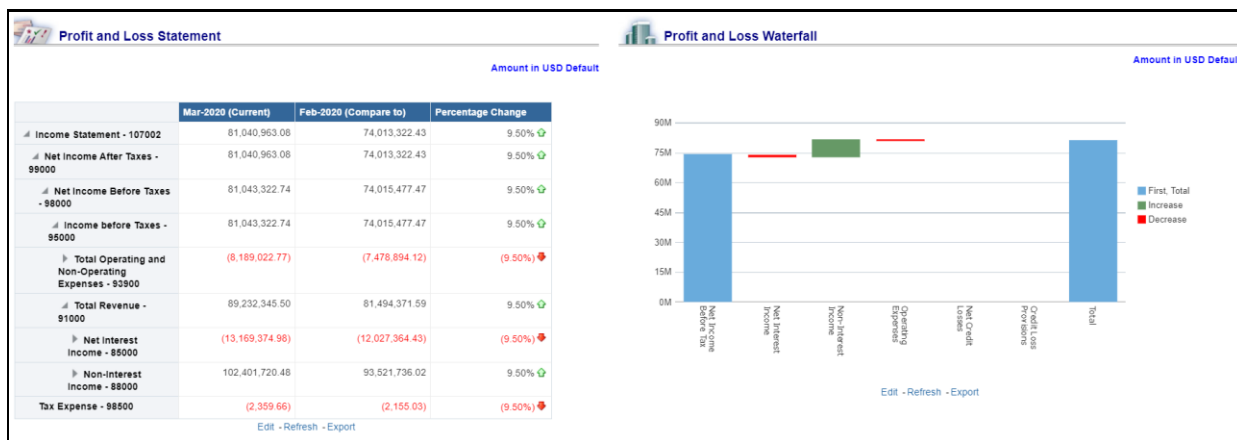 Profit and Loss Statement
Amount in USD Default
Mar-2020 (Current) Feb-2020 (Compare to) Percentage Change
Income Statement - 107002 81,040,963.08 74,013,322.43 9.50%
Net Income After Taxes - 81,040,963.08 74,013,322.43 9.50%
99000
Net Income Before Taxes 81,043,322.74 74,015,477.47 9.50%
- 98000
Income before Taxes - 81,043,322.74 74,015,477.47 9.50%
95000
Total Operating and (8,189,022.77) (7,478,894.12) (9.50%)
Non-Operating
Expenses - 93900
Total Revenue - 89,232,345.50 81,494,371.59 9.50%
91000
Net Interest (13,169,374.98) (12,027,364.43) (9.50%)
Income - 85000
Non-Interest 102,401,720.48 93,521,736.02 9.50%
Income - 88000
Tax Expense - 98500 (2,359.66) (2,155.03) (9.50%)
Edit - Refresh - Export
Profit and Loss Waterfall
Amount in USD Defaul
90M
75M
60M
45M
30M
15M
0M
Net Income
Before Tax
Net Interest
Income
Non-Interest
Income
Operating
Expenses
Net Credit
Losses
Credit Loss
Provisions
Total
First, Total
Increase
Decrease
Edit - Refresh - Export